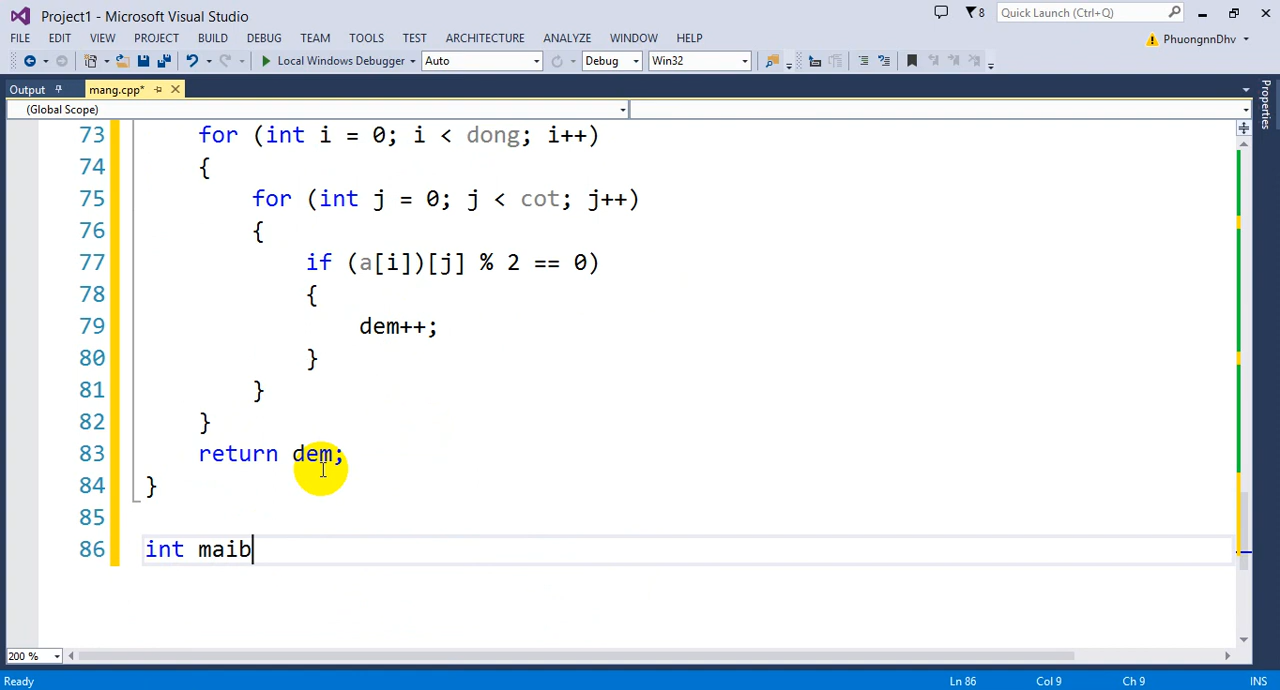 Project1 - Microsoft Visual Studio
8
Quick Launch (Ctrl+Q)
FILE EDIT VIEW PROJECT BUILD DEBUG TEAM TOOLS TEST ARCHITECTURE ANALYZE WINDOW HELP
PhuongnnDhv
Local Windows Debugger Auto Debug Win32
Output mang.cpp*
(Global Scope)
Properties
73 for (int i = 0; i < dong; i++)
74 {
75 for (int j = 0; j < cot; j++)
76 {
77 if (a[i])[j] % 2 == 0)
78 {
79 dem++;
80 }
81 }
82 }
83 return dem;
84 }
85
86 int maib
200 %
Ready Ln 86 Col 9 Ch 9 INS